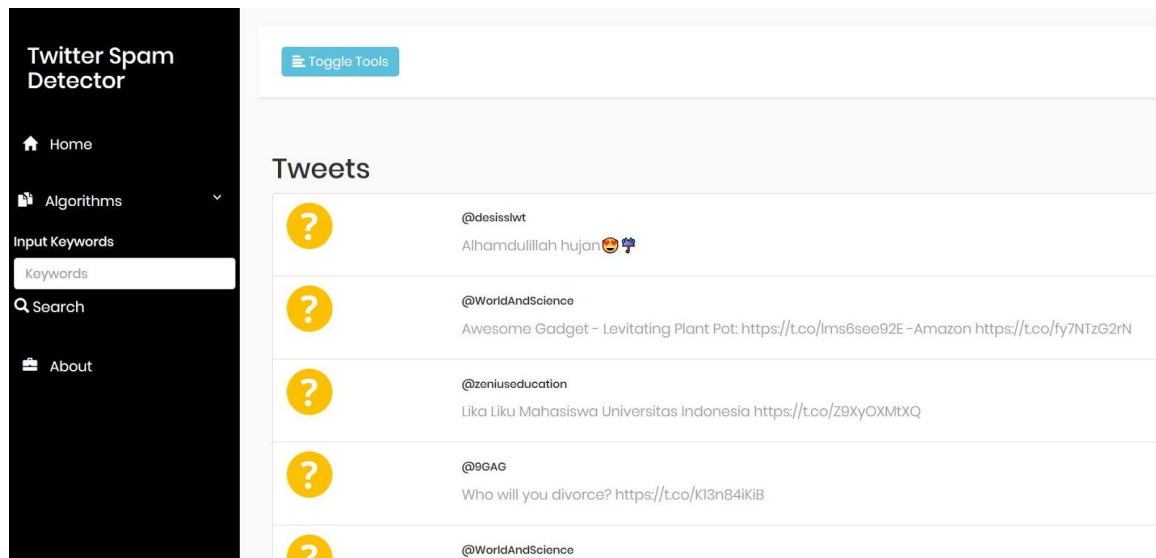 Twitter Spam
Detector
Home
Algorithms
Input Keywords
Keywords
Search
About
Toggle Tools
Tweets
@desisslwt
Alhamdulillah hujan😍☔
@WorldAndScience
Awesome Gadget - Levitating Plant Pot: https://t.co/lms6see92E -Amazon https://t.co/fy7NTzG2rN
@zeniuseducation
Lika Liku Mahasiswa Universitas Indonesia https://t.co/Z9XyOXMtXQ
@9GAG
Who will you divorce? https://t.co/K13n84iKiB
@WorldAndScience